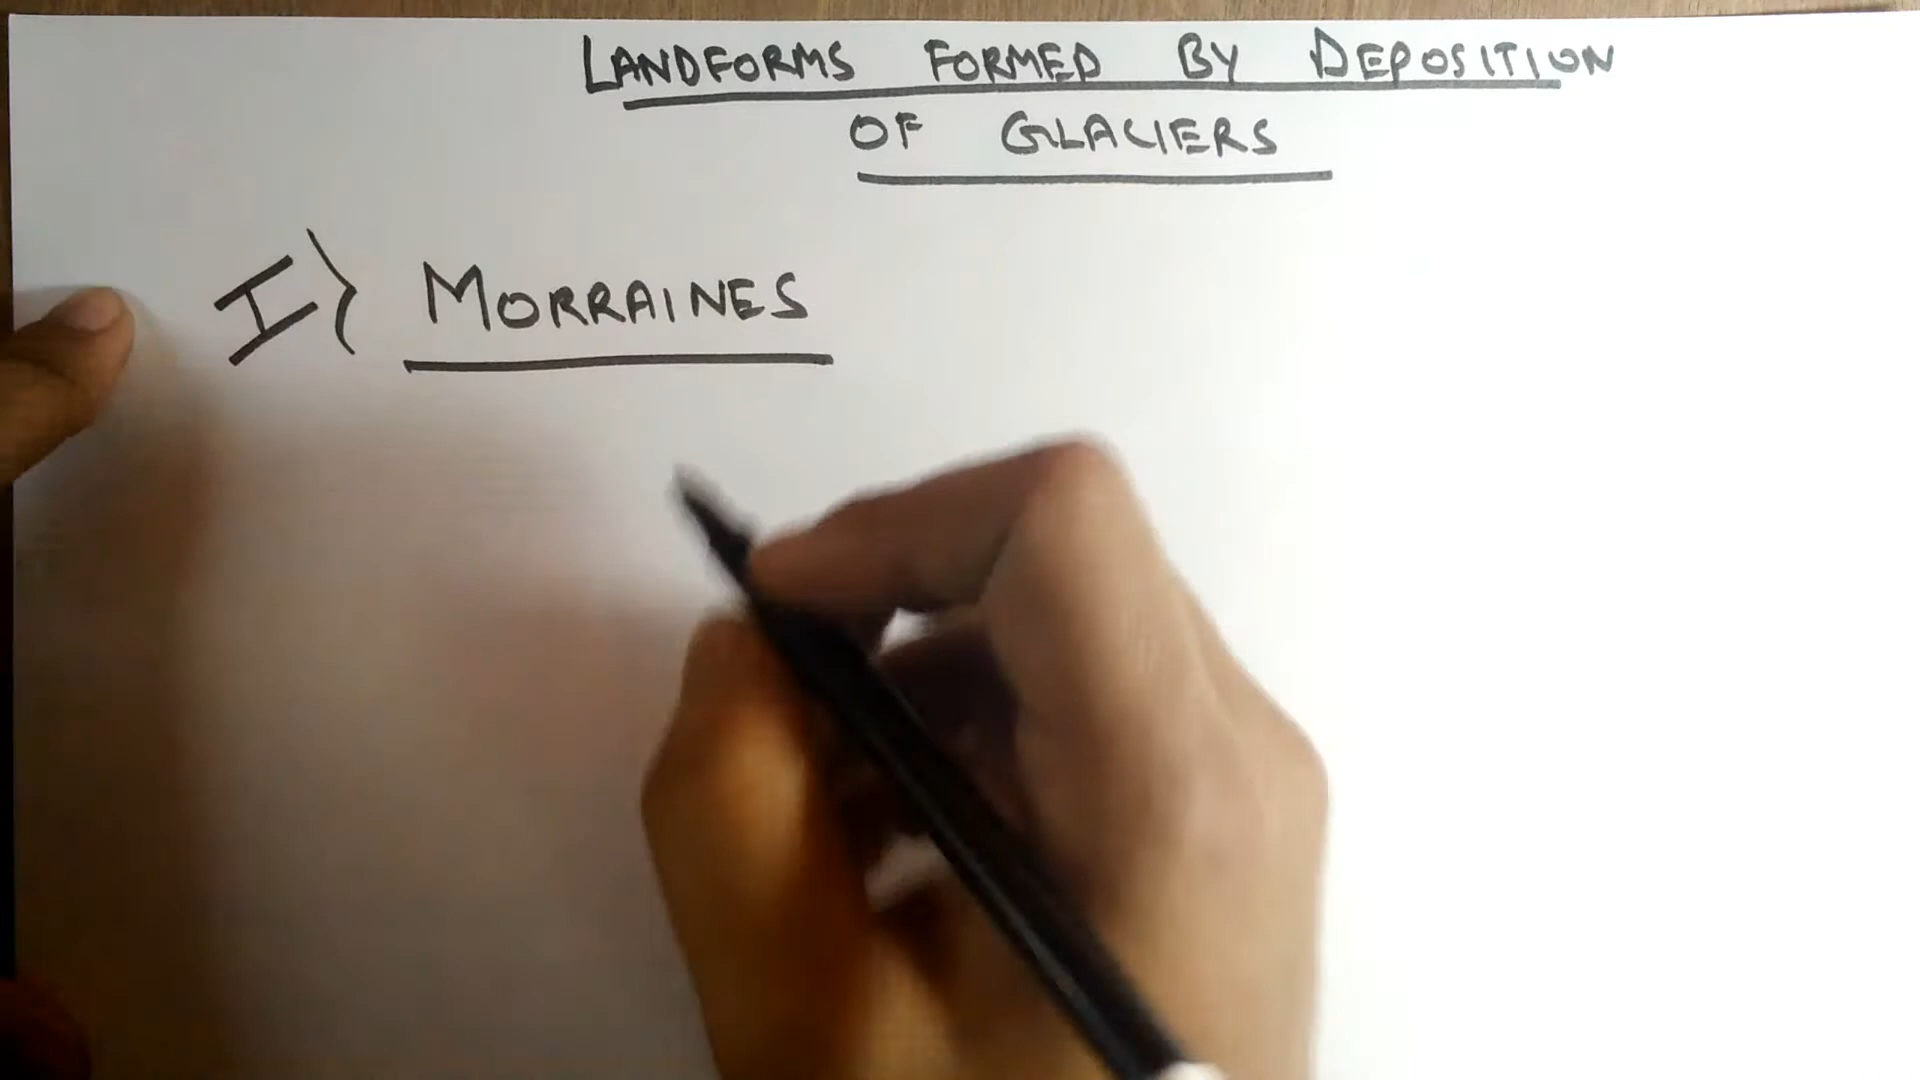 LANDFORMS FORMED BY DEPOSITION
OF GLACIERS
I) MORRAINES